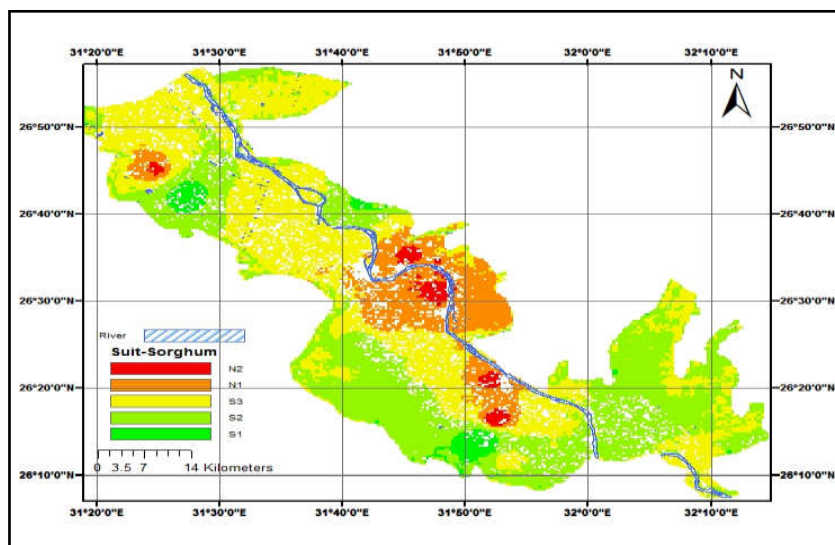 31°20'0"E 31°30'0"E 31°40'0"E 31°50'0"E 32°0'0"E 32°10'0"E
N
26°50'0"N 26°50'0"N
26°40'0"N 26°40'0"N
26°30'0"N 26°30'0"N
River
Suit-Sorghum
N2
N1
26°20'0"N 26°20'0"N
S3
S2
S1
0 3.5 7 14 Kilometers
26°10'0"N 26°10'0"N
31°20'0"E 31°30'0"E 31°40'0"E 31°50'0"E 32°0'0"E 32°10'0"E